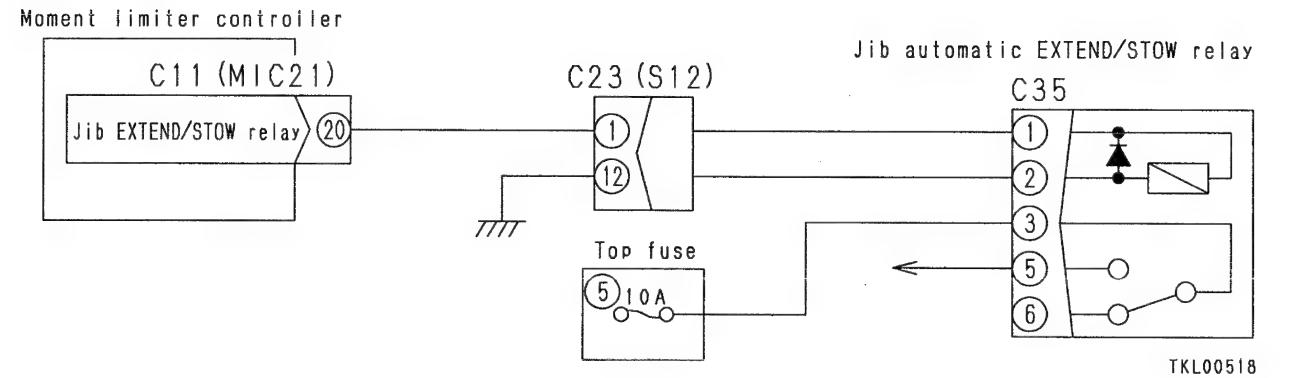 Moment limiter controller
Jib automatic EXTEND/STOW relay
C11 (MIC21)
C23 (S12)
C35
Jib EXTEND/STOW relay
20
1
12
1
2
3
5
6
Top fuse
5
10A
TKL00518